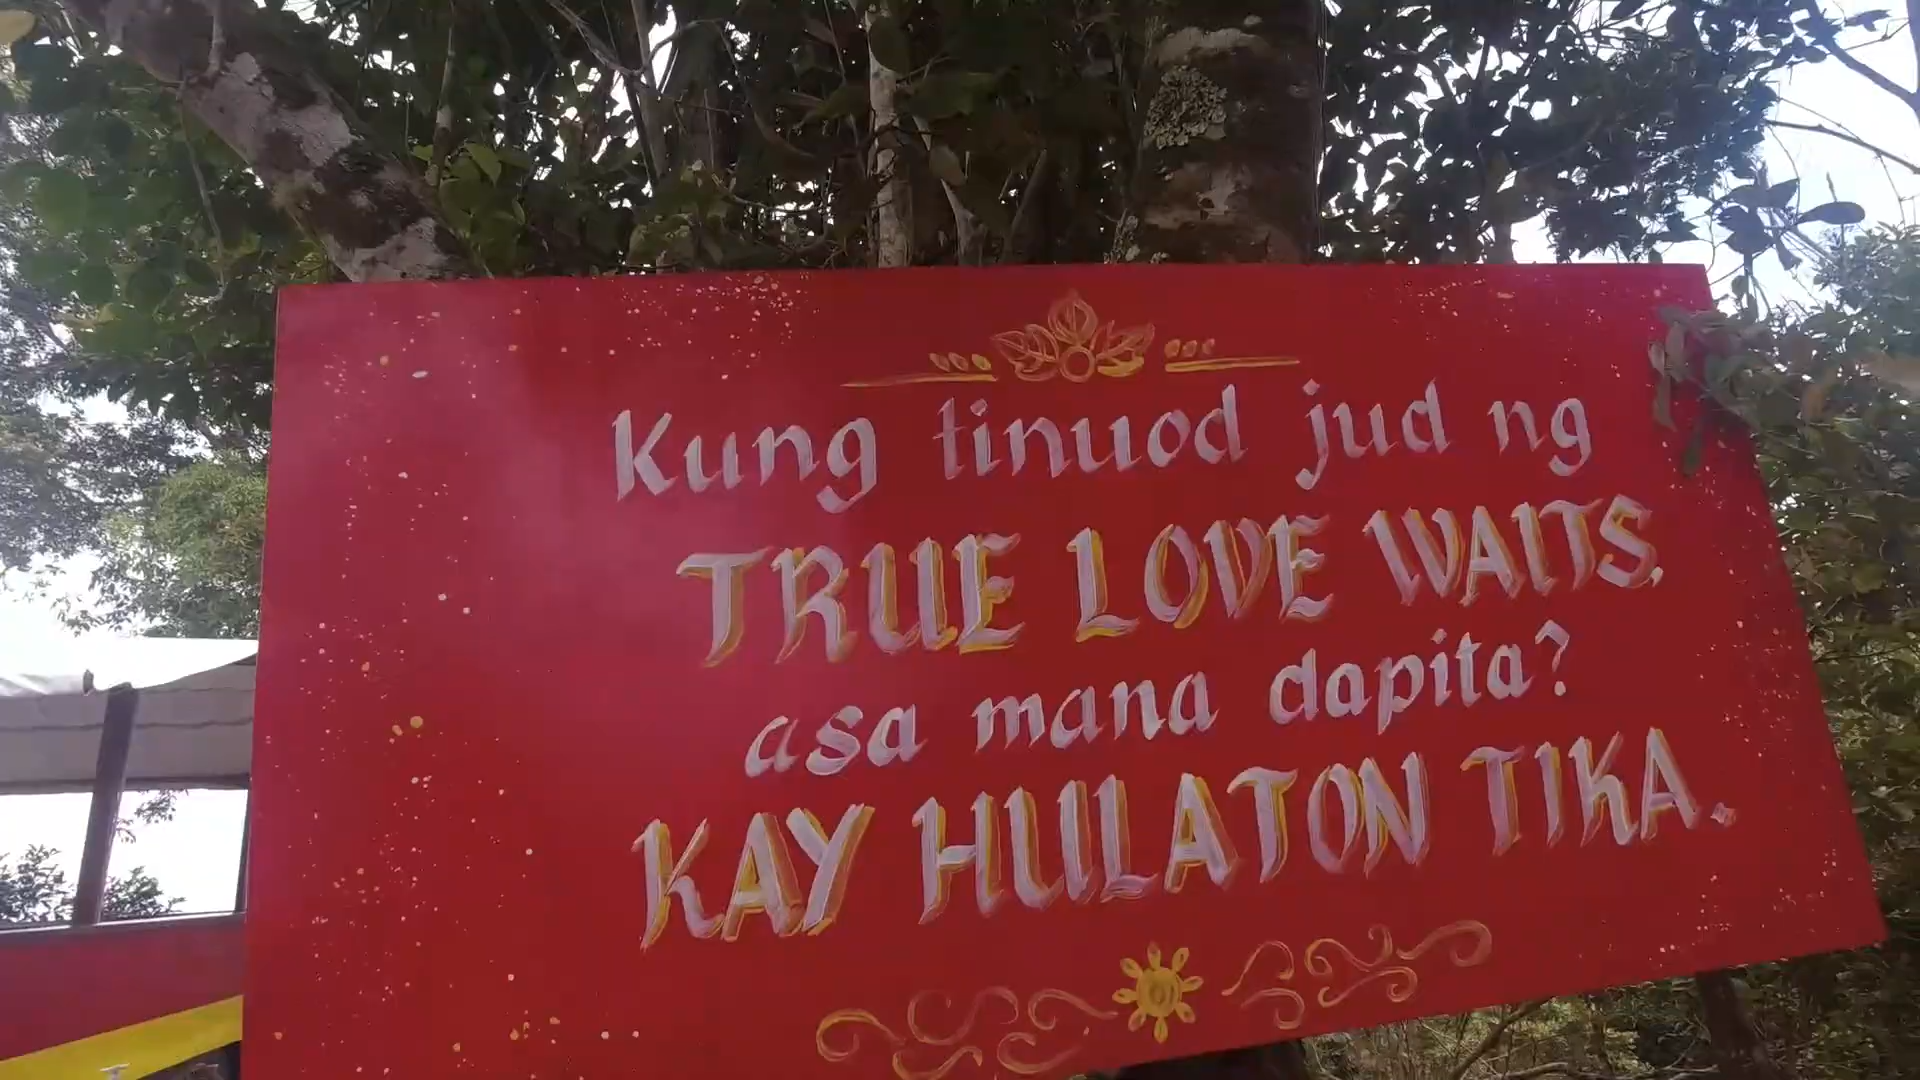 Kung tinuod jud ng
TRUE LOVE WAITS,
asa mana dapita?
KAY HULATON TIKA.